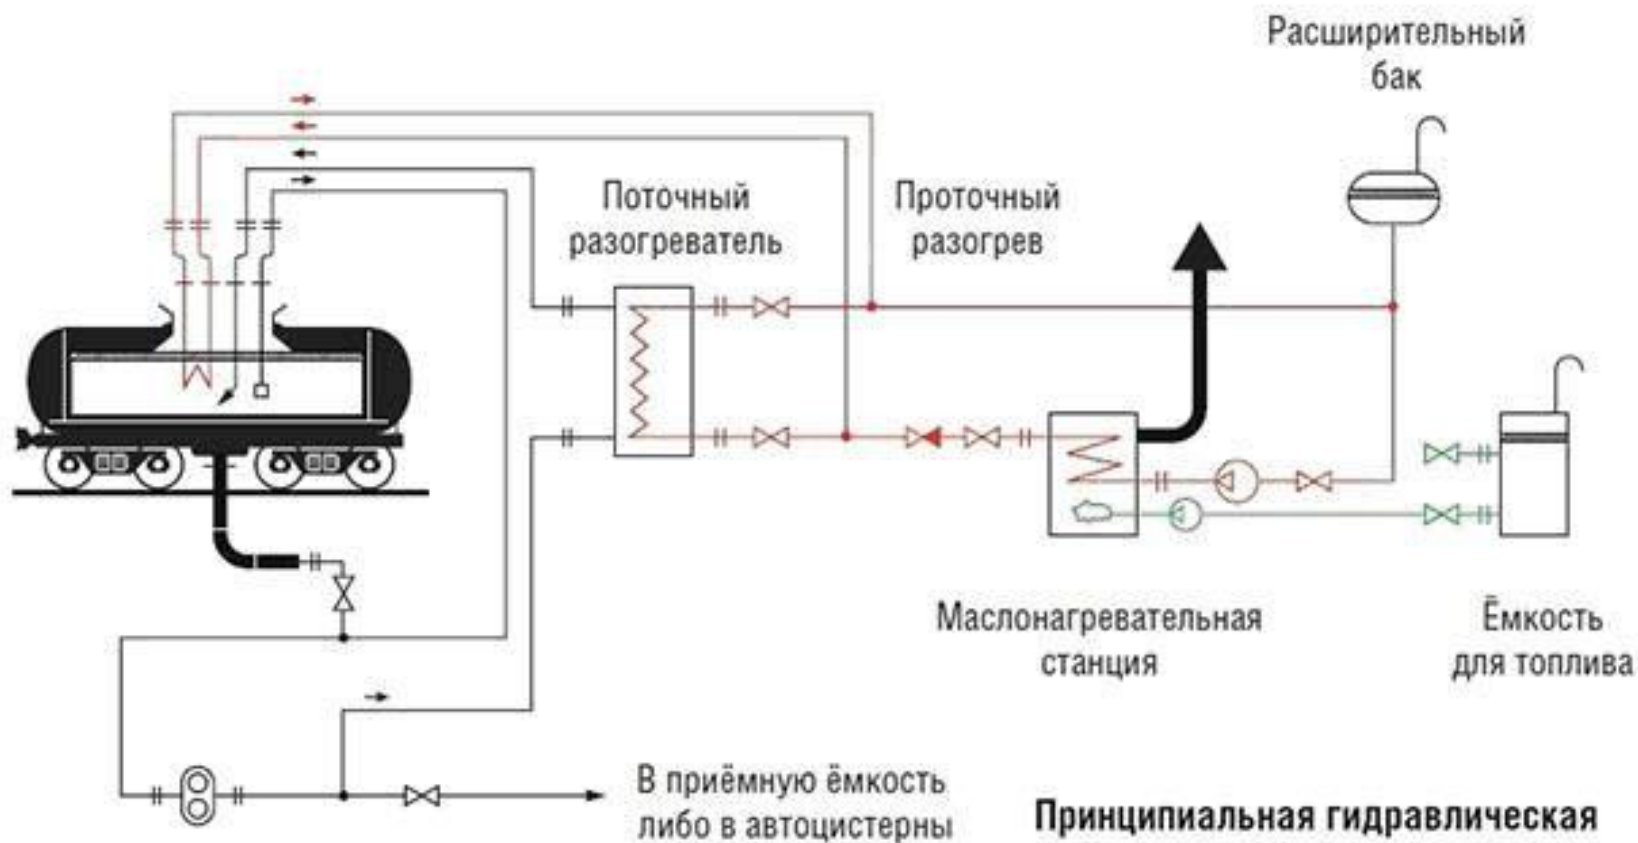 Расширительный
бак
Поточный
разогреватель
Проточный
разогрев
Маслонагревательная
станция
Ёмкость
для топлива
В приёмную ёмкость
либо в автоцистерны
Принципиальная гидравлическая